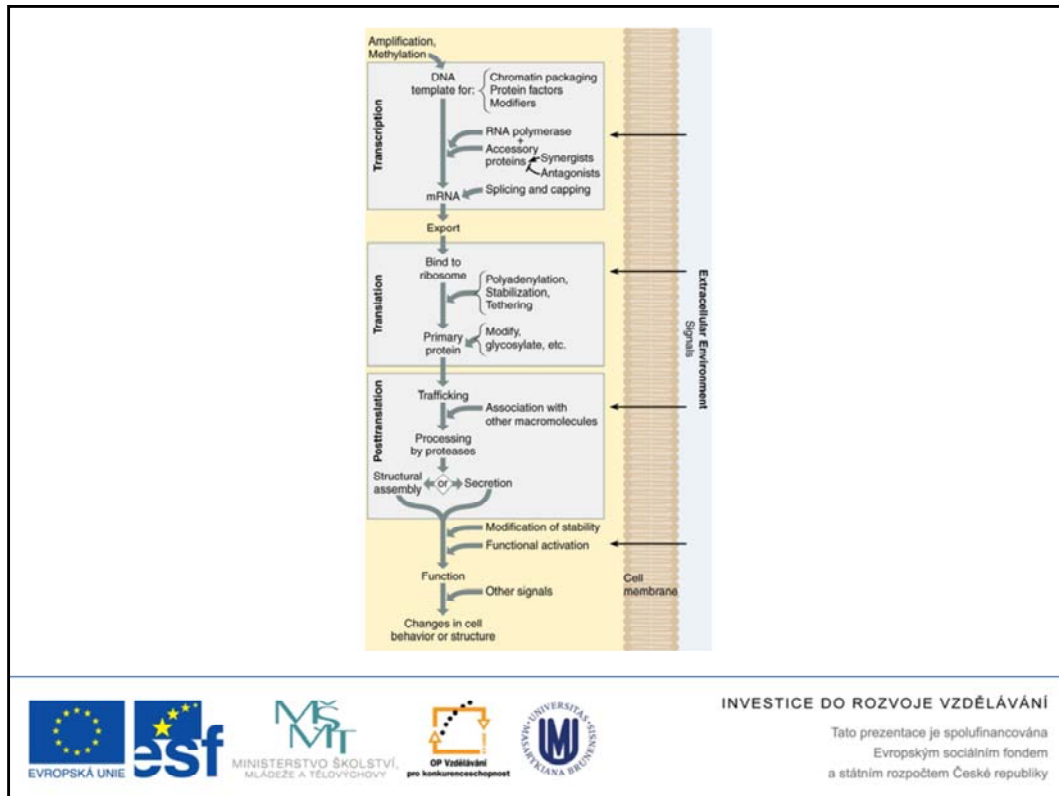 Amplification,
Methylation
DNA
template for:
Chromatin packaging
Protein factors
Modifiers
RNA polymerase
+
Accessory
proteins
Synergists
Antagonists
mRNA
Splicing and capping
Transcription
Export
Bind to
ribosome
Polyadenylation,
Stabilization,
Tethering
Primary
protein
Modify,
glycosylate, etc.
Translation
Trafficking
Association with
other macromolecules
Processing
by proteases
Structural
assembly
or
Secretion
Posttranslation
Modification of stability
Functional activation
Function
Other signals
Changes in cell
behavior or structure
Cell
membrane
Extracellular Environment
Signals
EVROPSKÁ UNIE
esf
MŠMT
MINISTERSTVO ŠKOLSTVÍ,
MLÁDEŽE A TĚLOVÝCHOVY
OP Vzdělávání
pro konkurenceschopnost
UNIVERSITAS
MASARYKIANA BRUNENSIS
INVESTICE DO ROZVOJE VZDĚLÁVÁNÍ
Tato prezentace je spolufinancována
Evropským sociálním fondem
a státním rozpočtem České republiky